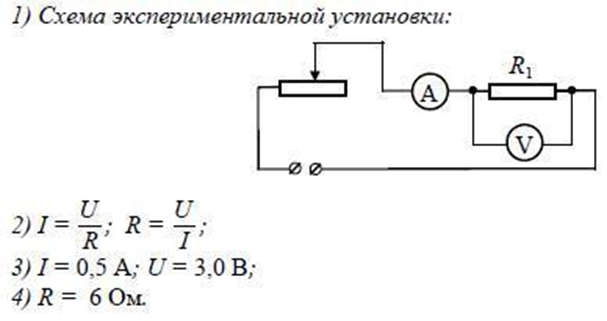 1) Схема экспериментальной установки:
R₁
A
V
2) I = U/R; R = U/I;
3) I = 0,5 А; U = 3,0 В;
4) R = 6 Ом.